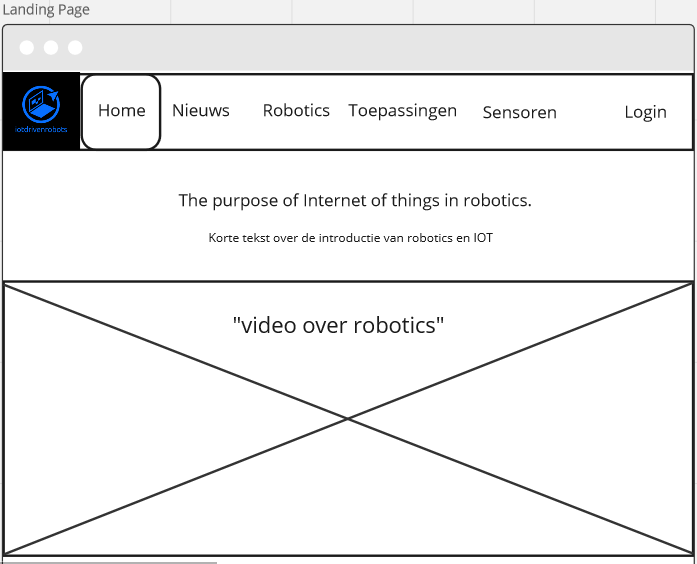 Landing Page
iotdrivenrobots
Home Nieuws Robotics Toepassingen Sensoren Login
The purpose of Internet of things in robotics.
Korte tekst over de introductie van robotics en IOT
"video over robotics"